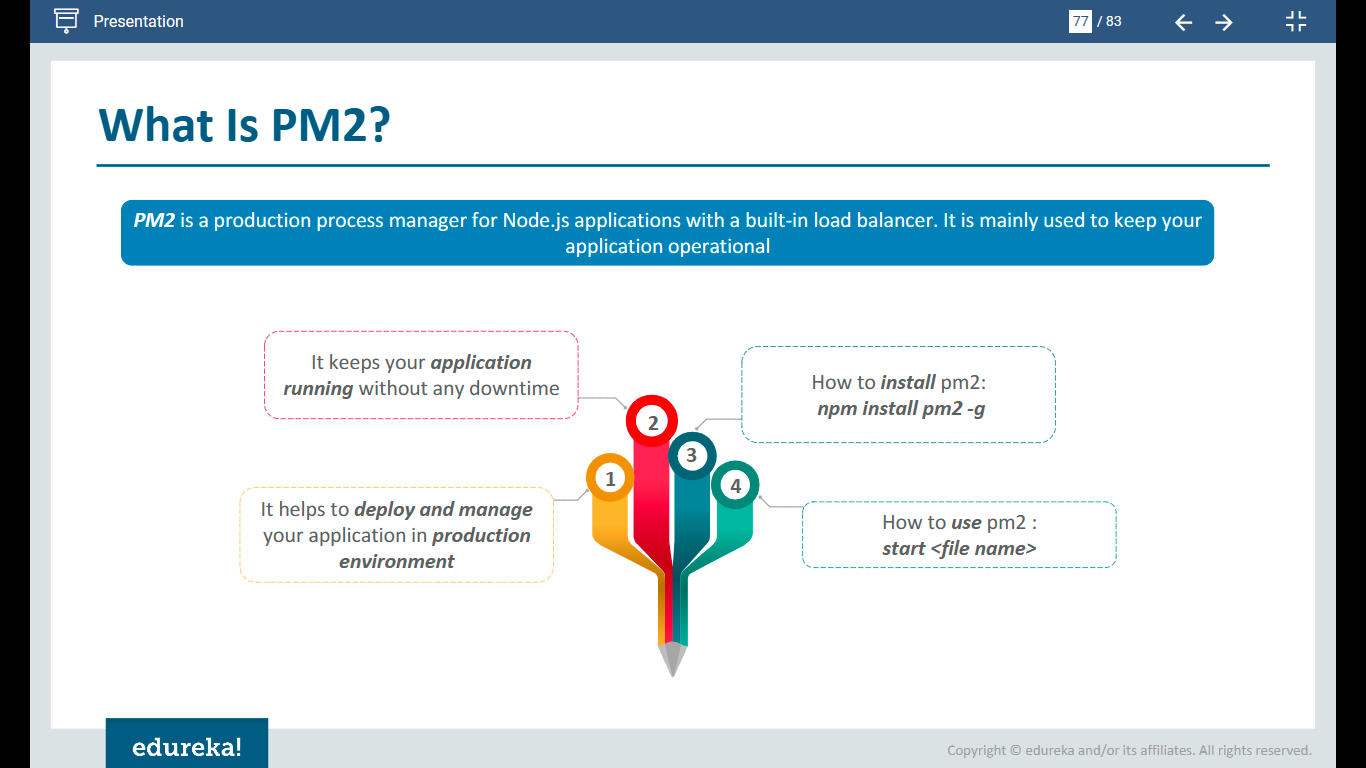 Presentation
77 / 83
What Is PM2?
PM2 is a production process manager for Node.js applications with a built-in load balancer. It is mainly used to keep your
application operational
It keeps your application
running without any downtime
How to install pm2:
npm install pm2 -g
2
3
1
4
It helps to deploy and manage
your application in production
environment
How to use pm2 :
start <file name>
edureka!
Copyright © edureka and/or its affiliates. All rights reserved.